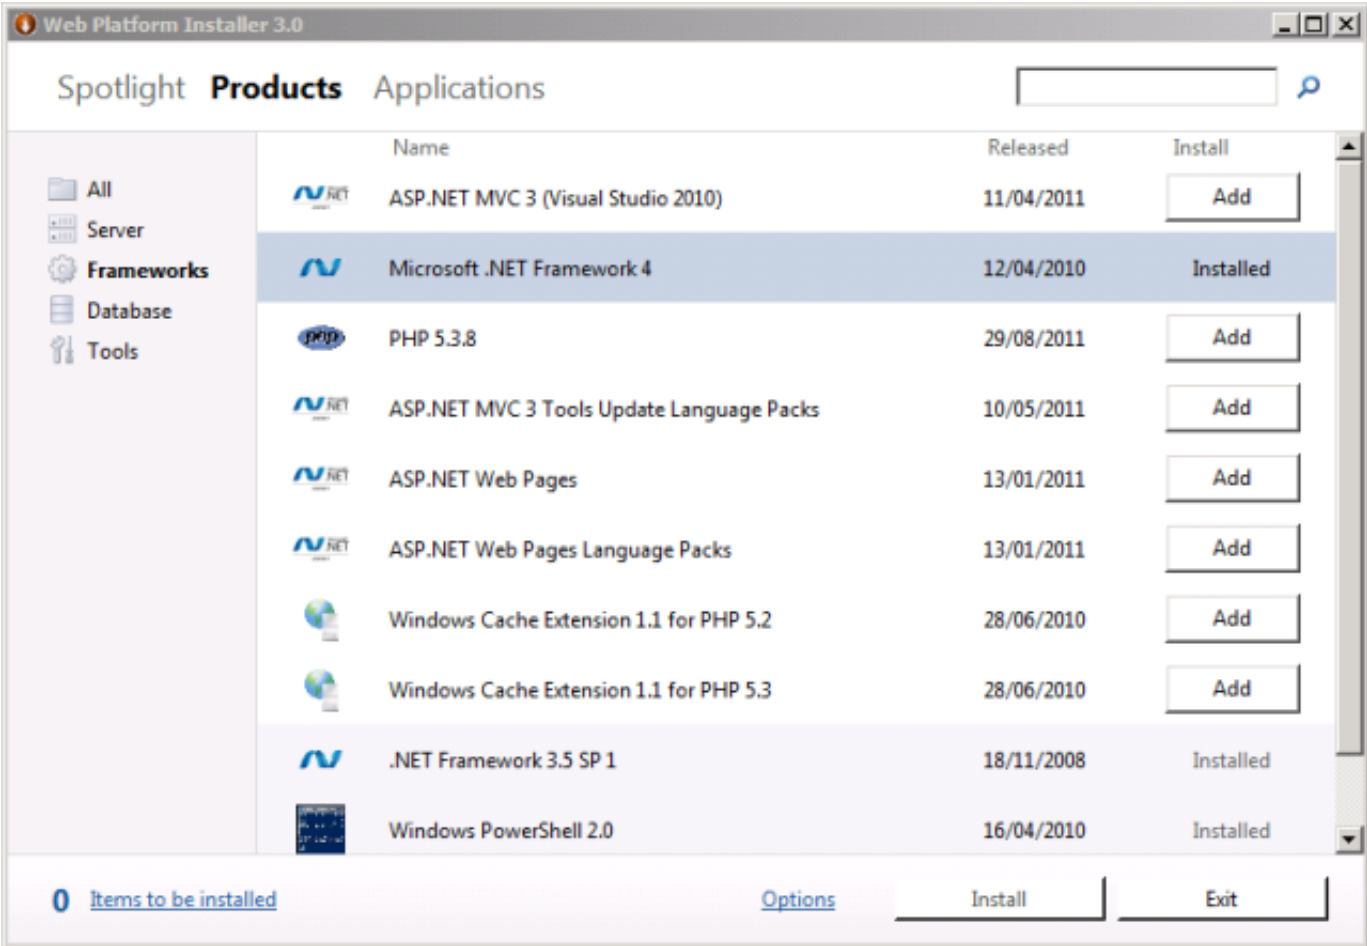 Web Platform Installer 3.0
Spotlight Products Applications
Name Released Install
All
Server
Frameworks
Database
Tools
.NET ASP.NET MVC 3 (Visual Studio 2010) 11/04/2011 Add
Microsoft .NET Framework 4 12/04/2010 Installed
php PHP 5.3.8 29/08/2011 Add
.NET ASP.NET MVC 3 Tools Update Language Packs 10/05/2011 Add
.NET ASP.NET Web Pages 13/01/2011 Add
.NET ASP.NET Web Pages Language Packs 13/01/2011 Add
Windows Cache Extension 1.1 for PHP 5.2 28/06/2010 Add
Windows Cache Extension 1.1 for PHP 5.3 28/06/2010 Add
.NET Framework 3.5 SP 1 18/11/2008 Installed
Windows PowerShell 2.0 16/04/2010 Installed
0 Items to be installed Options Install Exit